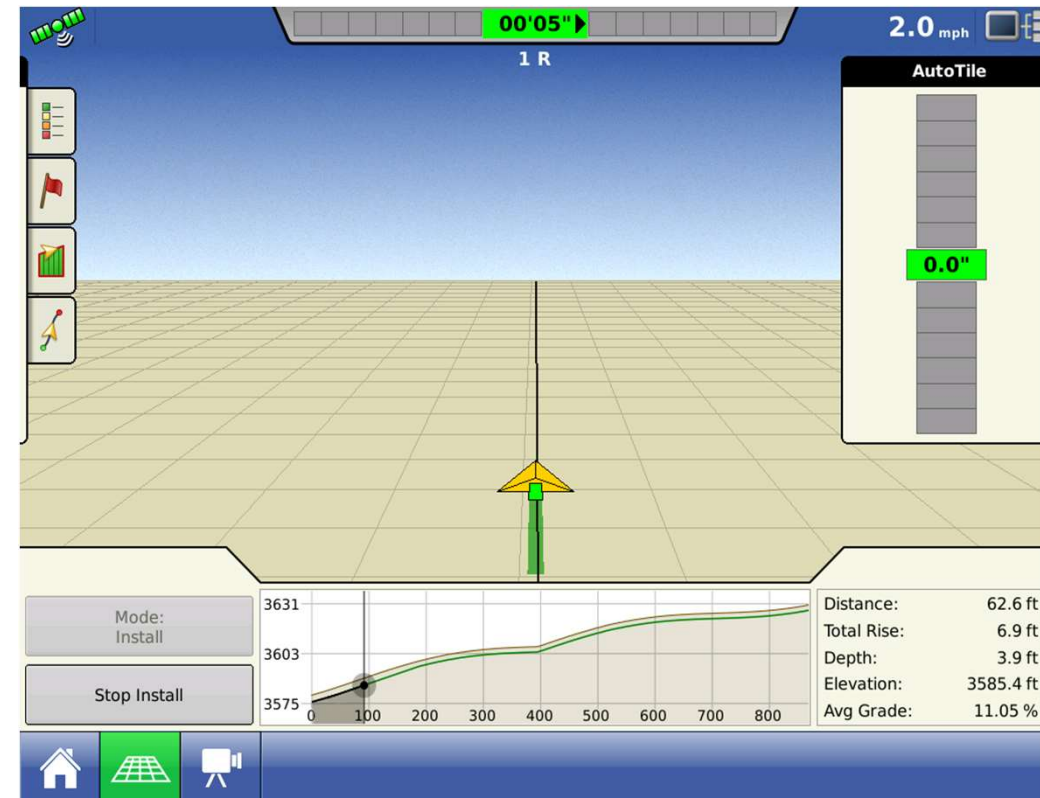 00'05"
2.0 mph
1 R
AutoTile
0.0"
Mode:
Install
Stop Install
3631
3603
3575
0 100 200 300 400 500 600 700 800
Distance: 62.6 ft
Total Rise: 6.9 ft
Depth: 3.9 ft
Elevation: 3585.4 ft
Avg Grade: 11.05 %